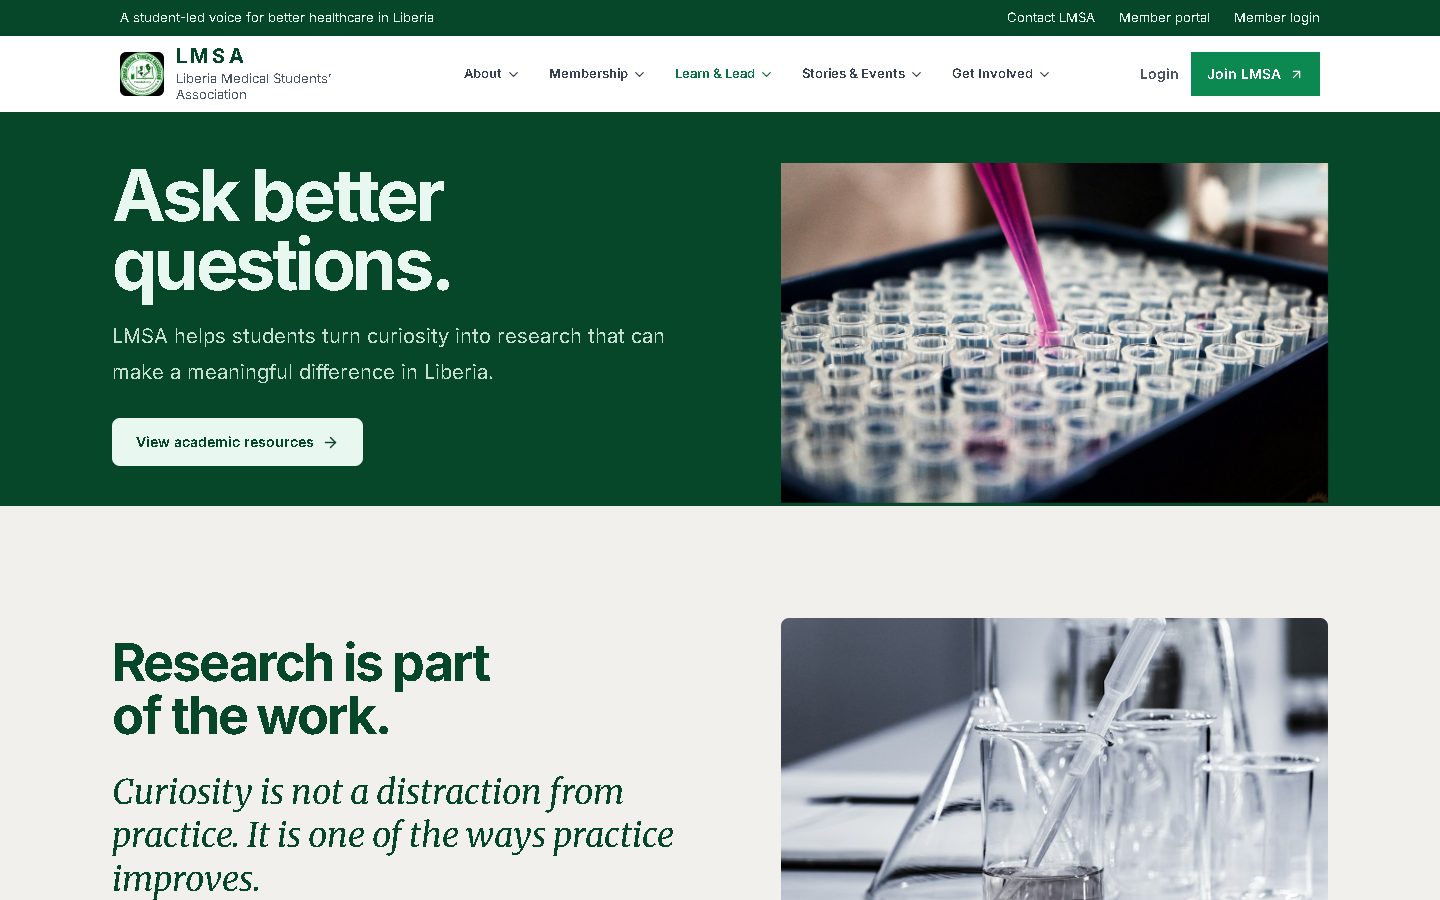 A student-led voice for better healthcare in Liberia
Contact LMSA
Member portal
Member login
LMSA
Liberia Medical Students'
Association
About
Membership
Learn & Lead
Stories & Events
Get Involved
Login
Join LMSA
Ask better
questions.
LMSA helps students turn curiosity into research that can
make a meaningful difference in Liberia.
View academic resources
Research is part
of the work.
Curiosity is not a distraction from
practice. It is one of the ways practice
improves.